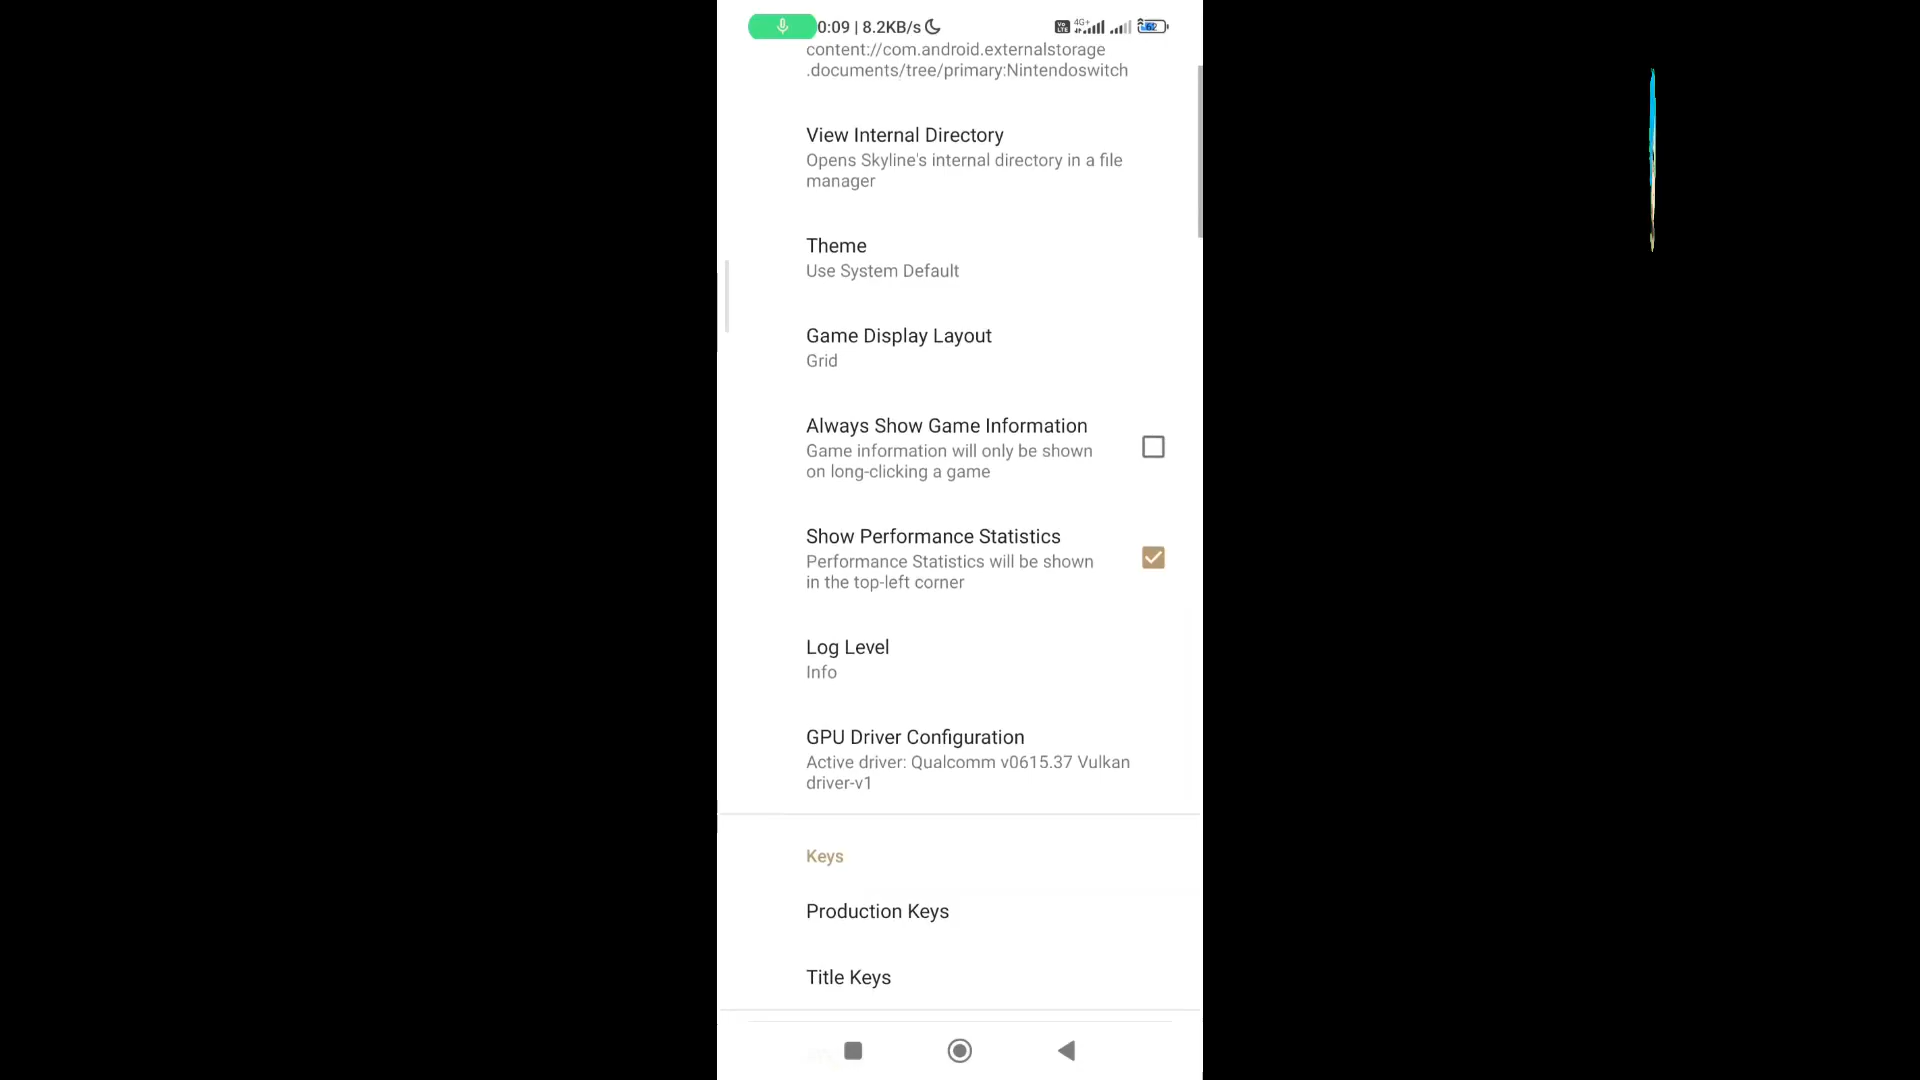 0:09 | 8.2KB/s
Vo LTE 4G+ 62
content://com.android.externalstorage
.documents/tree/primary:Nintendoswitch
View Internal Directory
Opens Skyline's internal directory in a file
manager
Theme
Use System Default
Game Display Layout
Grid
Always Show Game Information
Game information will only be shown
on long-clicking a game
Show Performance Statistics
Performance Statistics will be shown
in the top-left corner
Log Level
Info
GPU Driver Configuration
Active driver: Qualcomm v0615.37 Vulkan
driver-v1
Keys
Production Keys
Title Keys